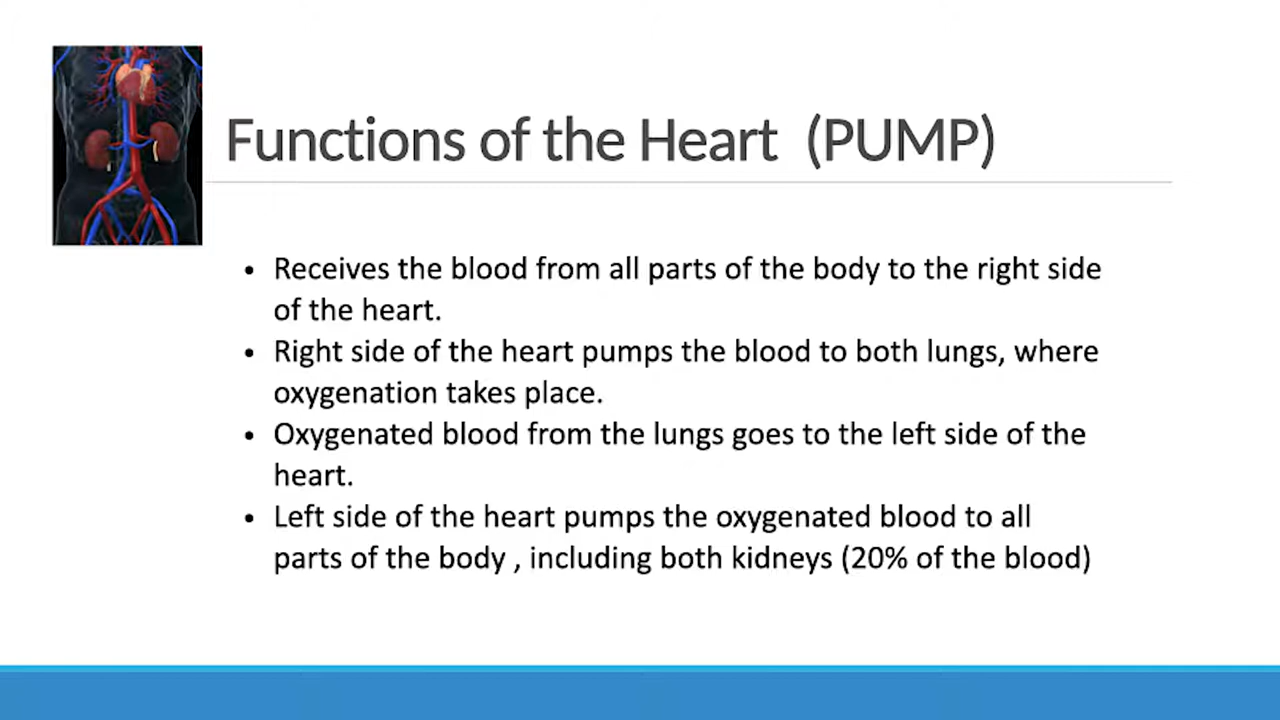 Functions of the Heart (PUMP)
• Receives the blood from all parts of the body to the right side
of the heart.
• Right side of the heart pumps the blood to both lungs, where
oxygenation takes place.
• Oxygenated blood from the lungs goes to the left side of the
heart.
• Left side of the heart pumps the oxygenated blood to all
parts of the body , including both kidneys (20% of the blood)